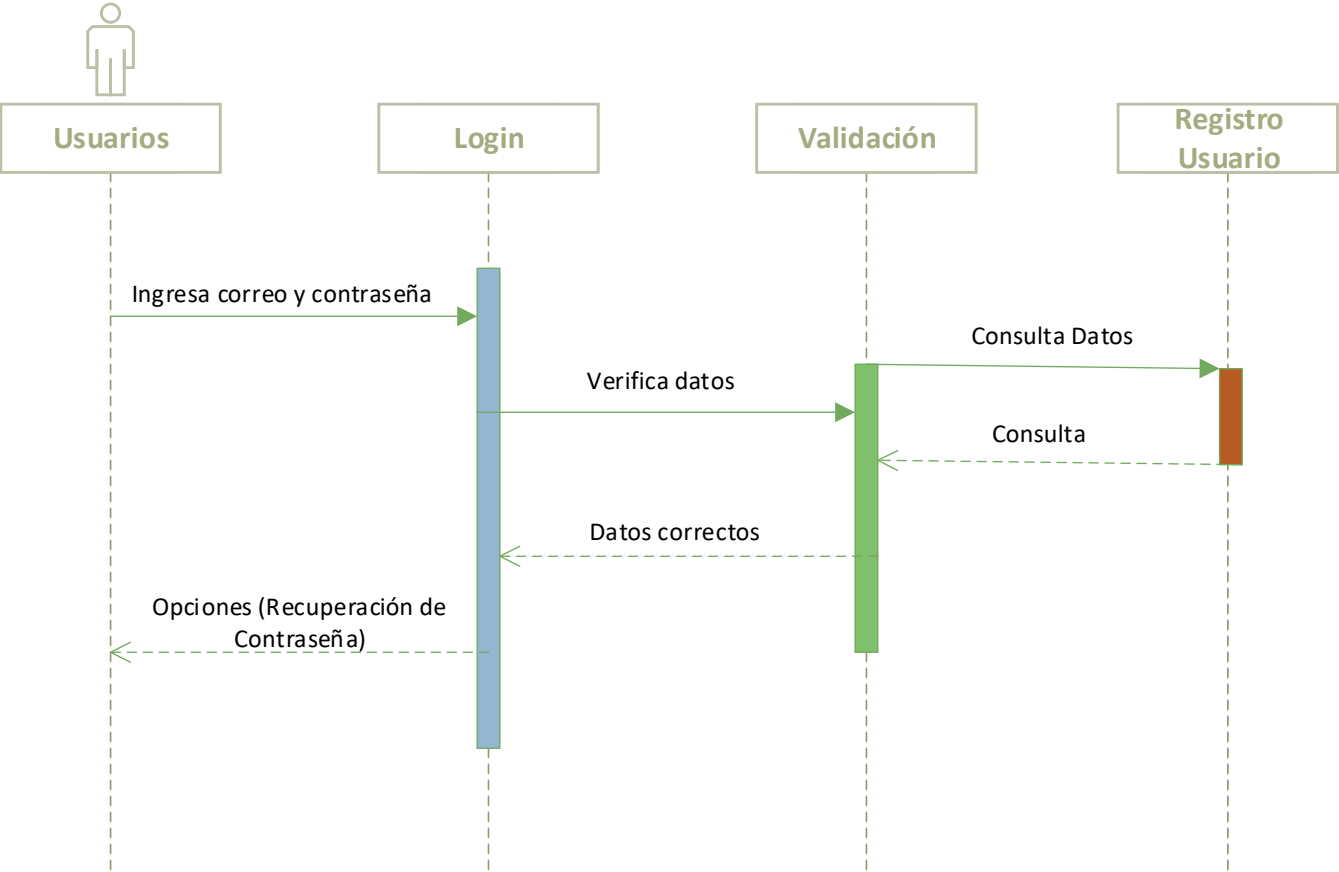 Usuarios
Login
Validación
Registro
Usuario
Ingresa correo y contraseña
Consulta Datos
Verifica datos
Consulta
Datos correctos
Opciones (Recuperación de
Contraseña)